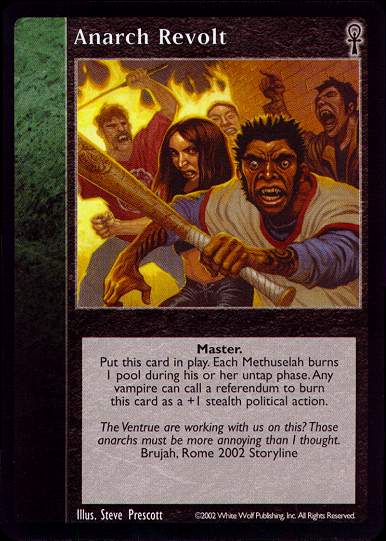 Anarch Revolt
Master.
Put this card in play. Each Methuselah burns
1 pool during his or her untap phase. Any
vampire can call a referendum to burn
this card as a +1 stealth political action.
The Ventrue are working with us on this? Those
anarchs must be more annoying than I thought.
Brujah, Rome 2002 Storyline
Illus. Steve Prescott
©2002 White Wolf Publishing, Inc. All Rights Reserved.